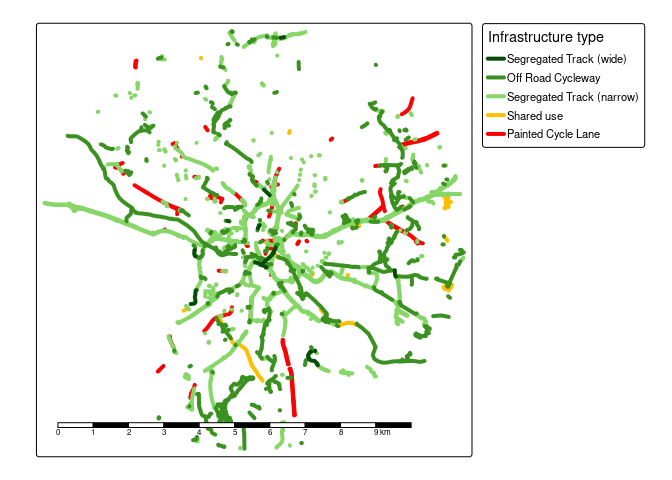 Infrastructure type
Segregated Track (wide)
Off Road Cycleway
Segregated Track (narrow)
Shared use
Painted Cycle Lane
0 1 2 3 4 5 6 7 8 9 km